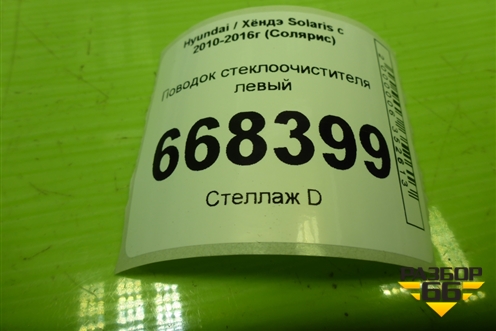 Hyundai / Хёндэ Solaris с
2010-2016г (Солярис)
Поводок стеклоочистителя
левый
668399
Стеллаж D
РАЗБОР
66